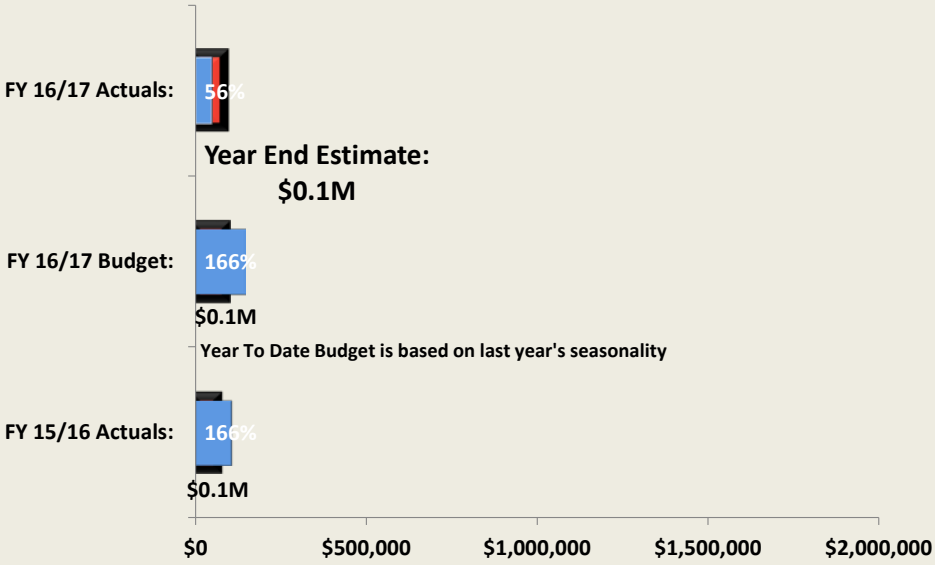 FY 16/17 Actuals:
56%
Year End Estimate:
$0.1M
FY 16/17 Budget:
166%
$0.1M
Year To Date Budget is based on last year's seasonality
FY 15/16 Actuals:
166%
$0.1M
$0 $500,000 $1,000,000 $1,500,000 $2,000,000